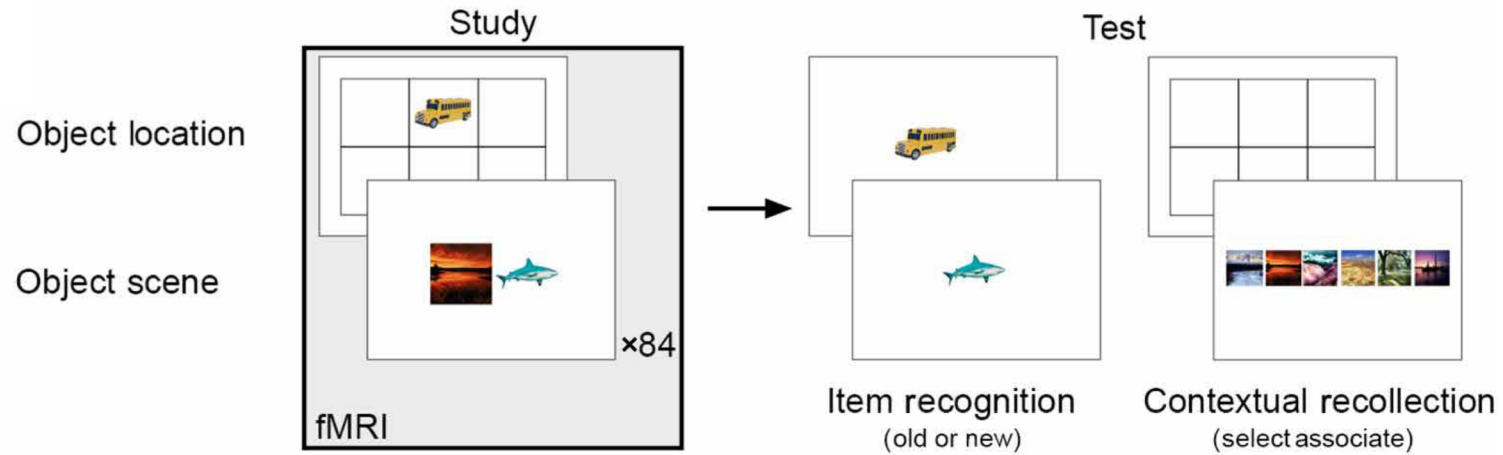 Study
Test
Object location
Object scene
×84
fMRI
Item recognition
(old or new)
Contextual recollection
(select associate)